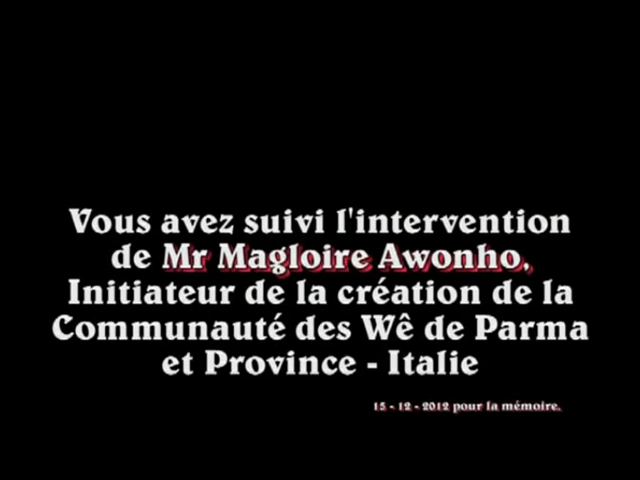 Vous avez suivi l'intervention
de Mr Magloire Awonho,
Initiateur de la création de la
Communauté des Wê de Parma
et Province - Italie
15 - 12 - 2012 pour la mémoire.